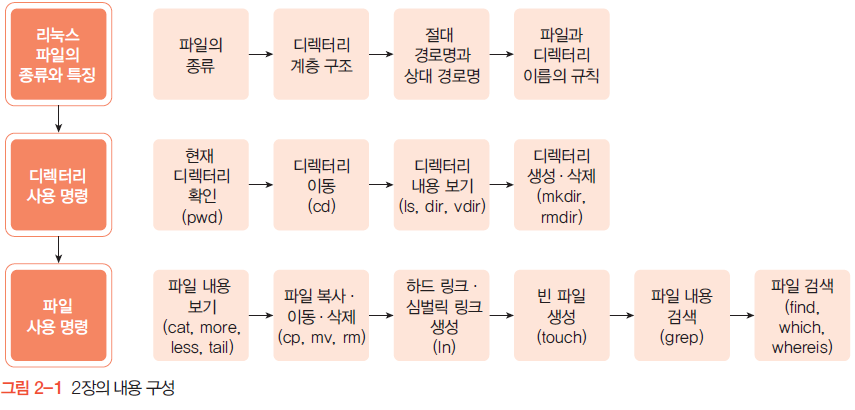 리눅스
파일의
종류와 특징
파일의
종류
디렉터리
계층 구조
절대
경로명과
상대 경로명
파일과
디렉터리
이름의 규칙
디렉터리
사용 명령
현재
디렉터리
확인
(pwd)
디렉터리
이동
(cd)
디렉터리
내용 보기
(ls, dir, vdir)
디렉터리
생성·삭제
(mkdir,
rmdir)
파일
사용 명령
파일 내용
보기
(cat, more,
less, tail)
파일 복사·
이동·삭제
(cp, mv, rm)
하드 링크·
심벌릭 링크
생성
(ln)
빈 파일
생성
(touch)
파일 내용
검색
(grep)
파일 검색
(find,
which,
whereis)
그림 2-1 2장의 내용 구성